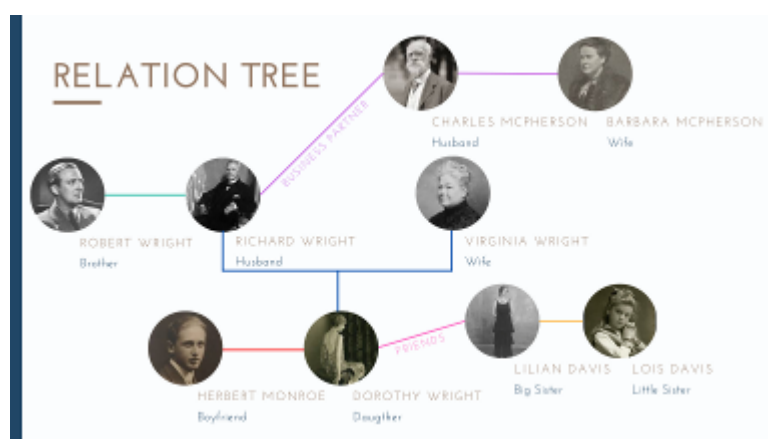 RELATION TREE
BUSINESS PARTNER
CHARLES MCPHERSON
Husband
BARBARA MCPHERSON
Wife
ROBERT WRIGHT
Brother
RICHARD WRIGHT
Husband
VIRGINIA WRIGHT
Wife
FRIENDS
LILIAN DAVIS
Big Sister
LOIS DAVIS
Little Sister
HERBERT MONROE
Boyfriend
DOROTHY WRIGHT
Daugther